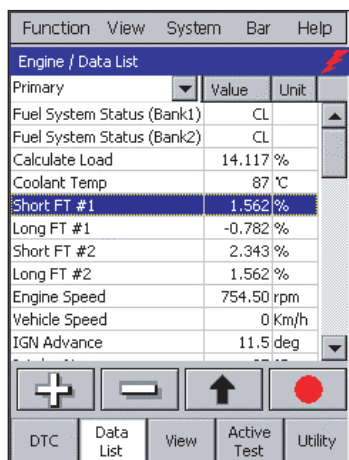 Function View System Bar Help
Engine / Data List
Primary Value Unit
Fuel System Status (Bank1) CL
Fuel System Status (Bank2) CL
Calculate Load 14.117 %
Coolant Temp 87 ℃
Short FT #1 1.562 %
Long FT #1 -0.782 %
Short FT #2 2.343 %
Long FT #2 1.562 %
Engine Speed 754.50 rpm
Vehicle Speed 0 Km/h
IGN Advance 11.5 deg
DTC Data List View Active Test Utility